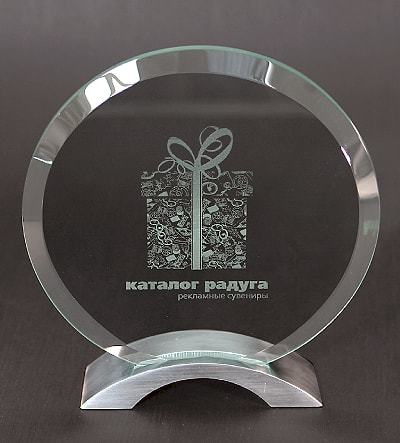 каталог радуга
рекламные сувениры